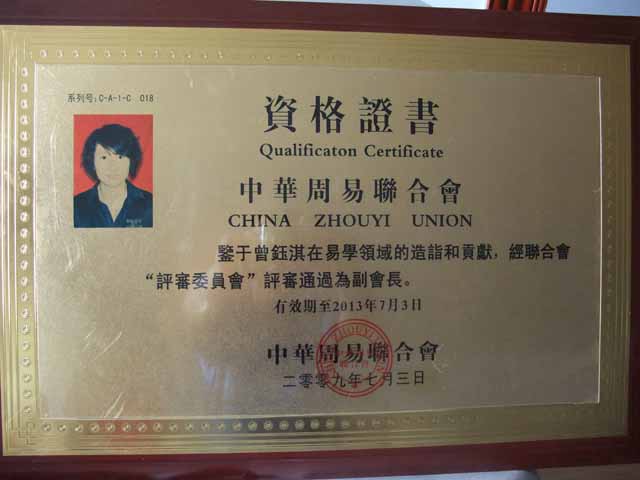 系列号:C-A-1-C 018
資格證書
Qualificaton Certificate
中華周易聯合會
CHINA ZHOUYI UNION
鑒于曾鈺淇在易學領域的造詣和貢獻，經聯合會
“評審委員會”評審通過為副會長。
有效期至2013年7月3日
中華周易聯合會
二零零九年七月三日
ZHOUYI